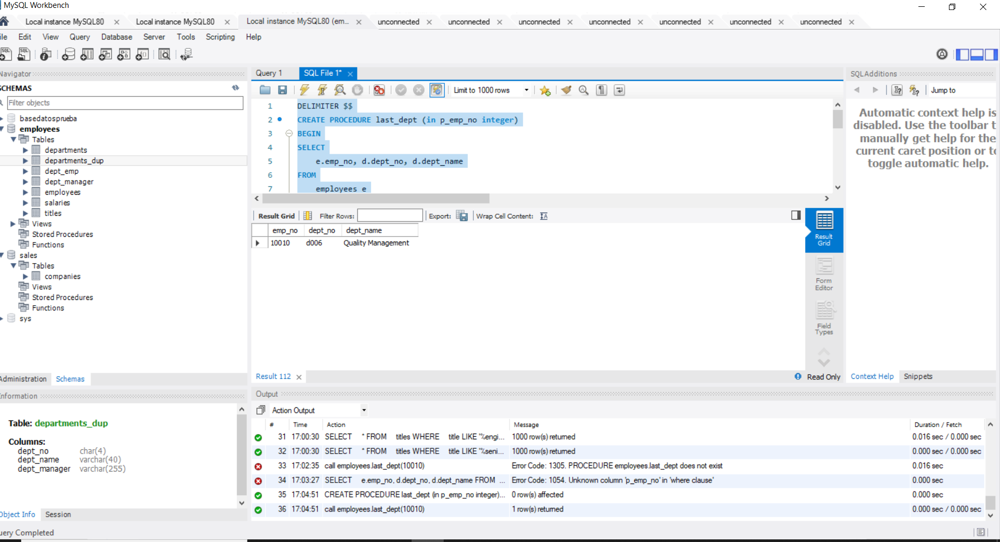 MySQL Workbench
Local instance MySQL80
Local instance MySQL80
Local instance MySQL80 (em...
unconnected
unconnected
unconnected
unconnected
unconnected
unconnected
unconnected
ile Edit View Query Database Server Tools Scripting Help
Navigator
SCHEMAS
Filter objects
basedatosprueba
employees
Tables
departments
departments_dup
dept_emp
dept_manager
employees
salaries
titles
Views
Stored Procedures
Functions
sales
Tables
companies
Views
Stored Procedures
Functions
sys
Administration Schemas
Information
Table: departments_dup
Columns:
dept_no char(4)
dept_name varchar(40)
dept_manager varchar(255)
Object Info Session
uery Completed
Query 1 SQL File 1*
Limit to 1000 rows
1 DELIMITER $$
2 CREATE PROCEDURE last_dept (in p_emp_no integer)
3 BEGIN
4 SELECT
5 e.emp_no, d.dept_no, d.dept_name
6 FROM
7 employees e
Result Grid Filter Rows: Export: Wrap Cell Content:
emp_no dept_no dept_name
10010 d006 Quality Management
Result Grid
Form Editor
Field Types
Result 112
Read Only
SQLAdditions
Jump to
Automatic context help is
disabled. Use the toolbar t
manually get help for the
current caret position or to
toggle automatic help.
Context Help Snippets
Output
Action Output
# Time Action Message Duration / Fetch
31 17:00:30 SELECT * FROM titles WHERE title LIKE '%engi... 1000 row(s) returned 0.016 sec / 0.000 sec
32 17:00:30 SELECT * FROM titles WHERE title LIKE '%seni... 1000 row(s) returned 0.000 sec / 0.000 sec
33 17:02:35 call employees.last_dept(10010) Error Code: 1305. PROCEDURE employees.last_dept does not exist 0.016 sec
34 17:03:27 SELECT e.emp_no, d.dept_no, d.dept_name FROM ... Error Code: 1054. Unknown column 'p_emp_no' in 'where clause' 0.000 sec
35 17:04:51 CREATE PROCEDURE last_dept (in p_emp_no integer)... 0 row(s) affected 0.000 sec
36 17:04:51 call employees.last_dept(10010) 1 row(s) returned 0.000 sec / 0.000 sec